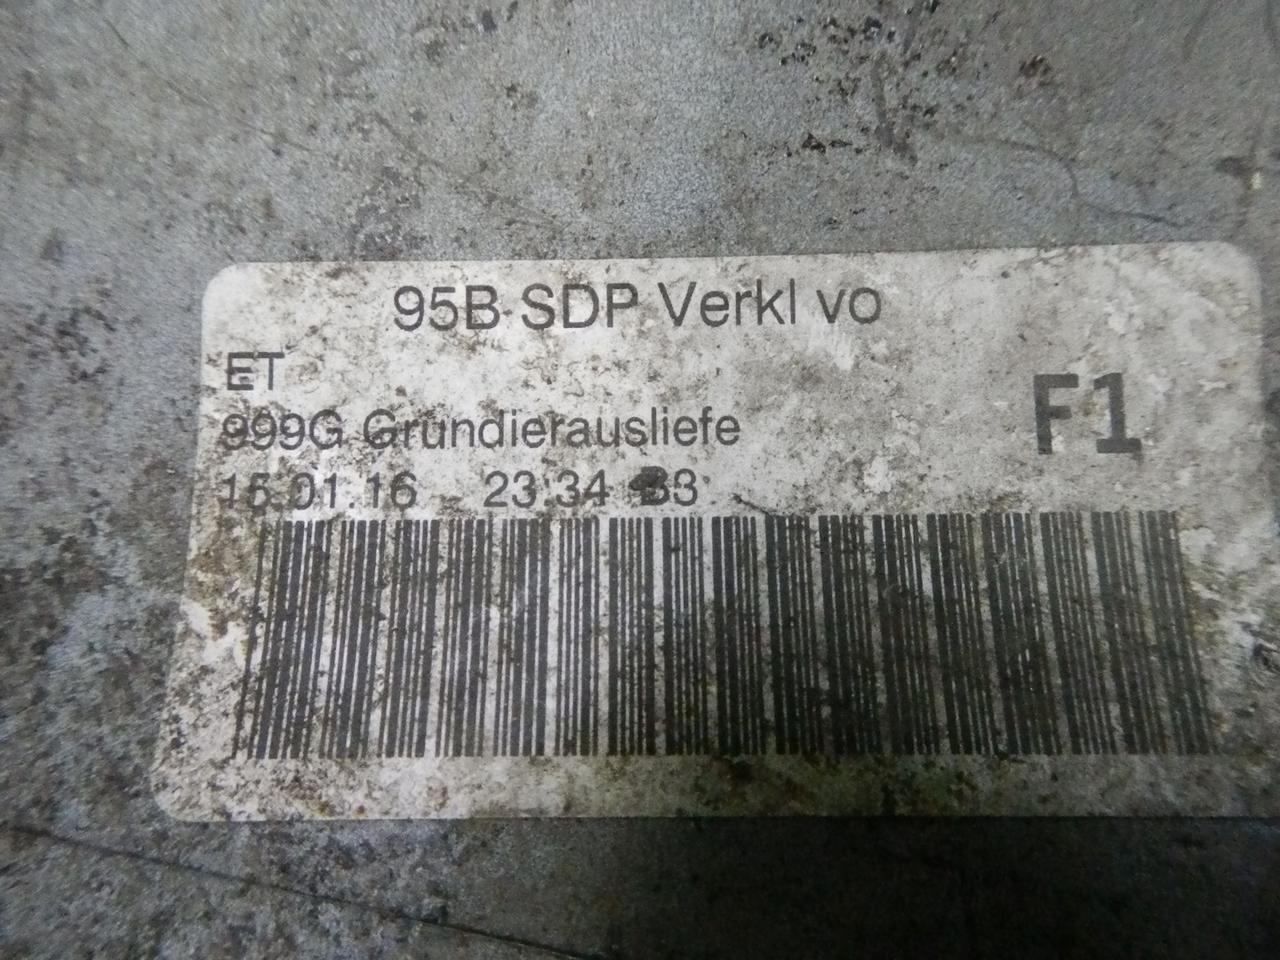 95B SDP Verkl vo
ET
999G Grundierausliefe
F1
15.01.16 23:34